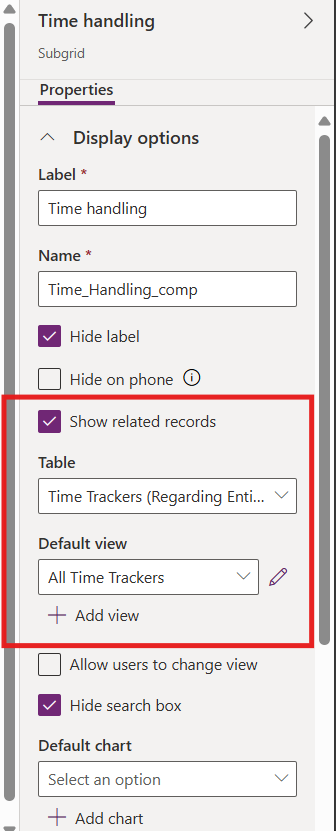 Time handling
Subgrid
Properties
Display options
Label *
Time handling
Name *
Time_Handling_comp
Hide label
Hide on phone
Show related records
Table
Time Trackers (Regarding Enti...
Default view
All Time Trackers
Add view
Allow users to change view
Hide search box
Default chart
Select an option
Add chart